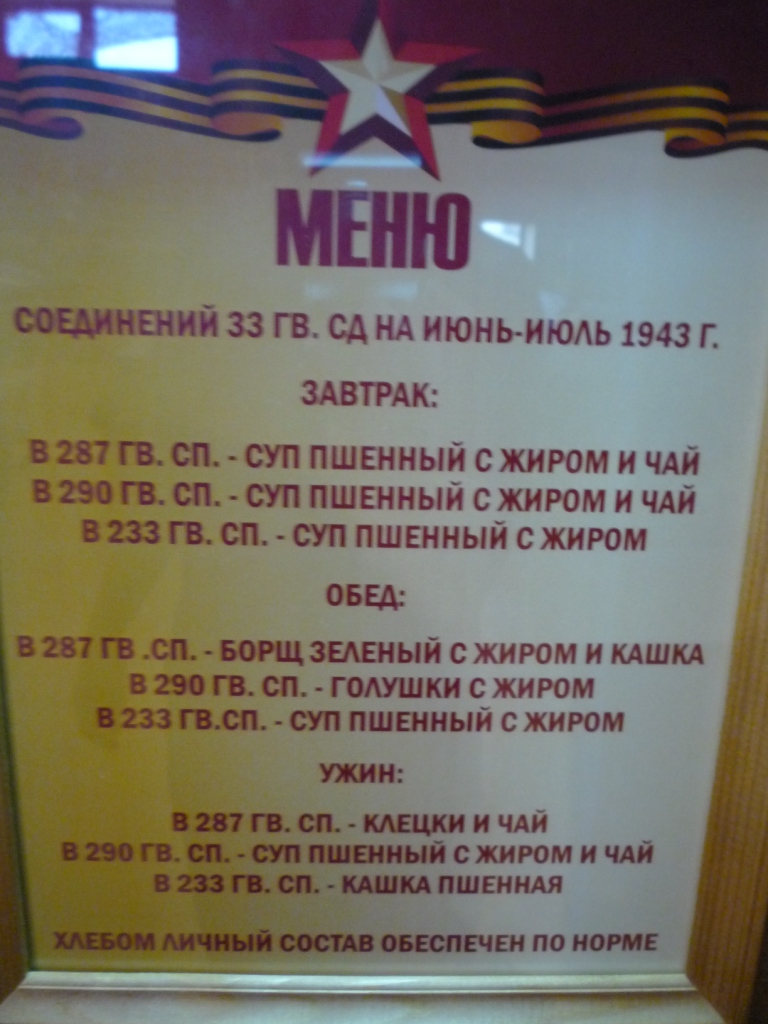 МЕНЮ
СОЕДИНЕНИЙ 33 ГВ. СД НА ИЮНЬ-ИЮЛЬ 1943 Г.
ЗАВТРАК:
В 287 ГВ. СП. - СУП ПШЕННЫЙ С ЖИРОМ И ЧАЙ
В 290 ГВ. СП. - СУП ПШЕННЫЙ С ЖИРОМ И ЧАЙ
В 233 ГВ. СП. - СУП ПШЕННЫЙ С ЖИРОМ
ОБЕД:
В 287 ГВ .СП. - БОРЩ ЗЕЛЕНЫЙ С ЖИРОМ И КАШКА
В 290 ГВ. СП. - ГОЛУШКИ С ЖИРОМ
В 233 ГВ.СП. - СУП ПШЕННЫЙ С ЖИРОМ
УЖИН:
В 287 ГВ. СП. - КЛЕЦКИ И ЧАЙ
В 290 ГВ. СП. - СУП ПШЕННЫЙ С ЖИРОМ И ЧАЙ
В 233 ГВ. СП. - КАШКА ПШЕННАЯ
ХЛЕБОМ ЛИЧНЫЙ СОСТАВ ОБЕСПЕЧЕН ПО НОРМЕ